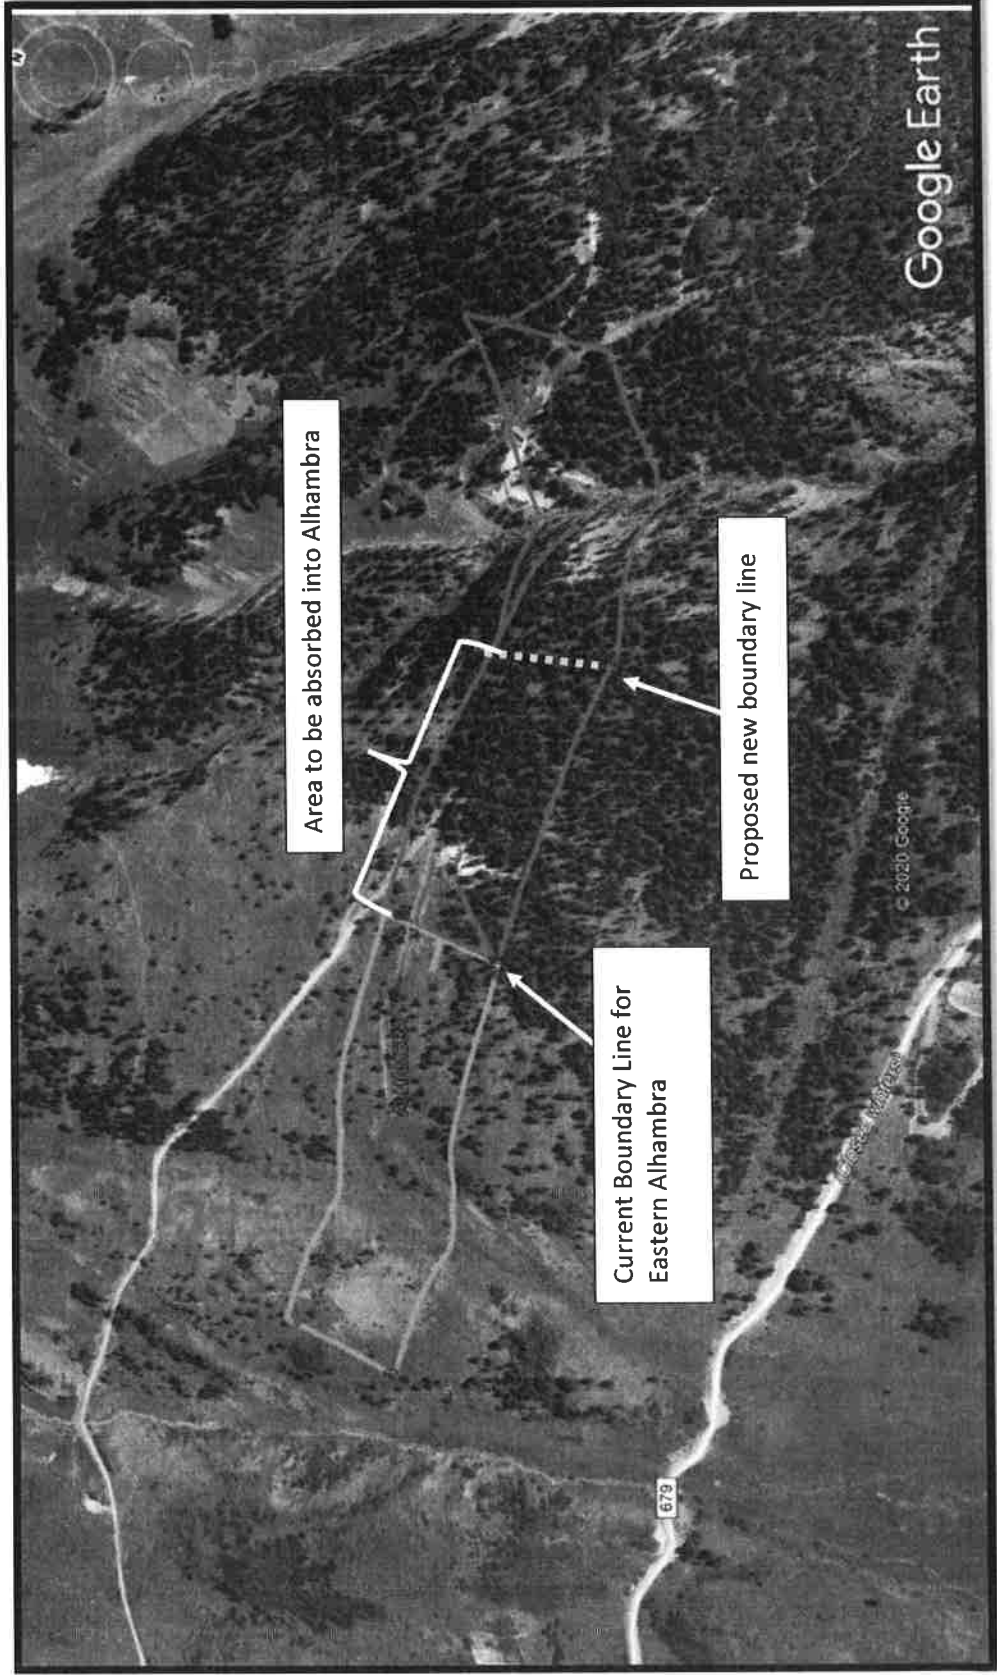 Area to be absorbed into Alhambra
Proposed new boundary line
Current Boundary Line for
Eastern Alhambra
679
© 2020 Google
Google Earth
N